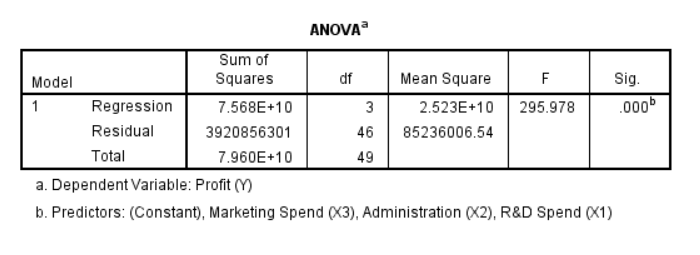 ANOVAa
Model Sum of Squares df Mean Square F Sig.
1 Regression 7.568E+10 3 2.523E+10 295.978 .000b
Residual 3920856301 46 85236006.54
Total 7.960E+10 49
a. Dependent Variable: Profit (Y)
b. Predictors: (Constant), Marketing Spend (X3), Administration (X2), R&D Spend (X1)